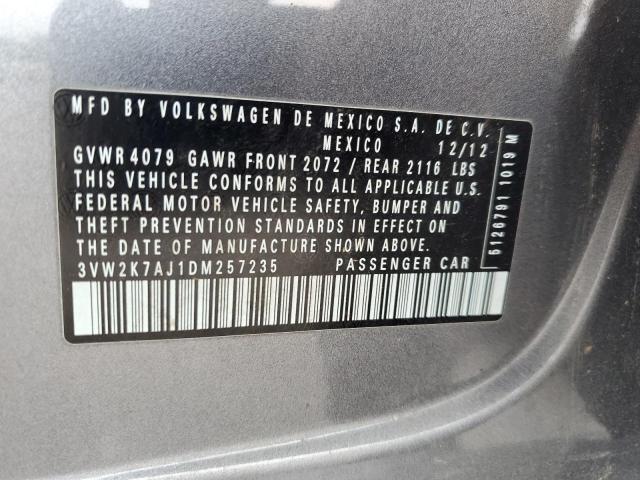 MFD BY VOLKSWAGEN DE MEXICO S.A. DE C.V.
MEXICO 12/12
GVWR 4079 GAWR FRONT 2072 / REAR 2116 LBS
THIS VEHICLE CONFORMS TO ALL APPLICABLE U.S.
FEDERAL MOTOR VEHICLE SAFETY, BUMPER AND
THEFT PREVENTION STANDARDS IN EFFECT ON
THE DATE OF MANUFACTURE SHOWN ABOVE.
3VW2K7AJ1DM257235 PASSENGER CAR
5126791 1019 M